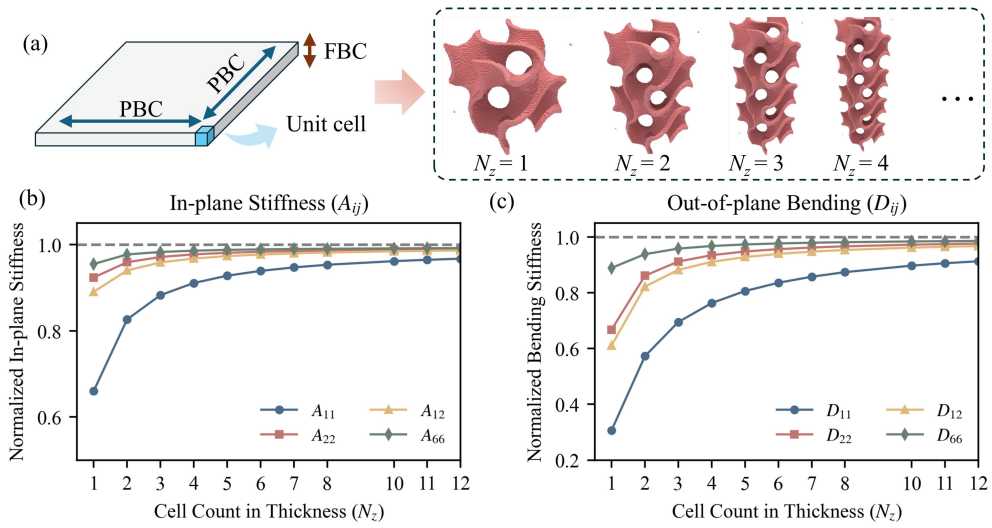 (a)
FBC
PBC
PBC
Unit cell
N_z = 1
N_z = 2
N_z = 3
N_z = 4
...
(b)
In-plane Stiffness (A_ij)
Normalized In-plane Stiffness
1.0
0.8
0.6
A_11
A_12
A_22
A_66
1 2 3 4 5 6 7 8 10 11 12
Cell Count in Thickness (N_z)
(c)
Out-of-plane Bending (D_ij)
Normalized Bending Stiffness
1.0
0.8
0.6
0.4
0.2
D_11
D_12
D_22
D_66
1 2 3 4 5 6 7 8 10 11 12
Cell Count in Thickness (N_z)